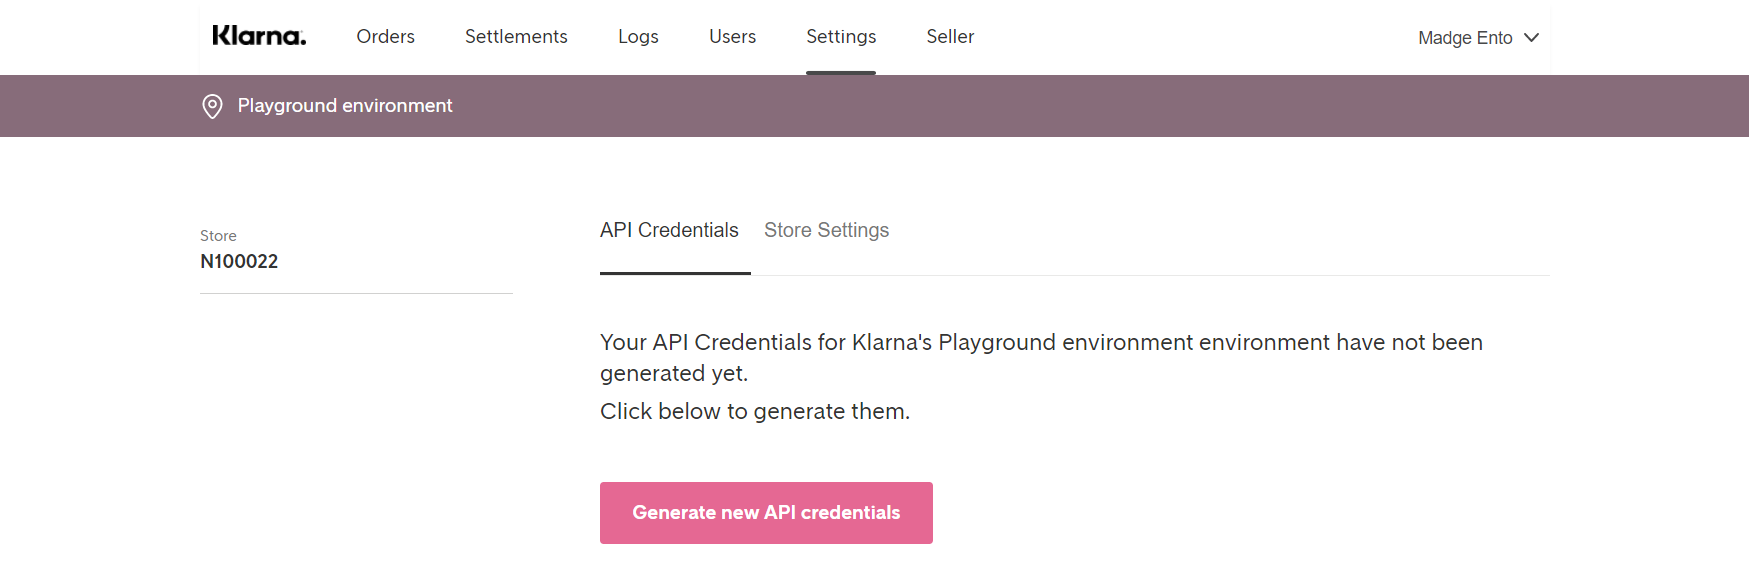 Klarna. Orders Settlements Logs Users Settings Seller Madge Ento
Playground environment
Store
N100022
API Credentials Store Settings
Your API Credentials for Klarna's Playground environment environment have not been
generated yet.
Click below to generate them.
Generate new API credentials